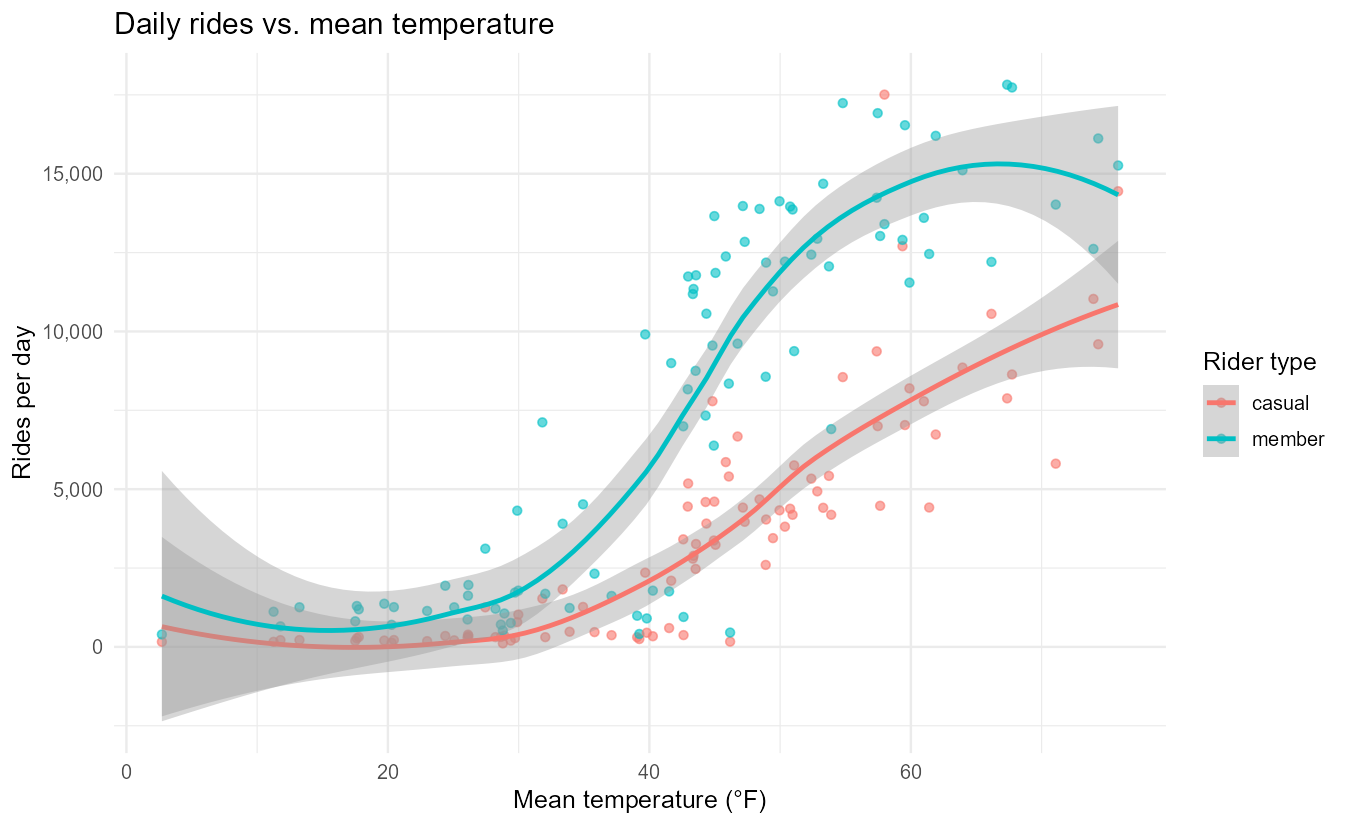 Daily rides vs. mean temperature
15,000
10,000
5,000
0
Rides per day
0 20 40 60
Mean temperature (°F)
Rider type
casual
member